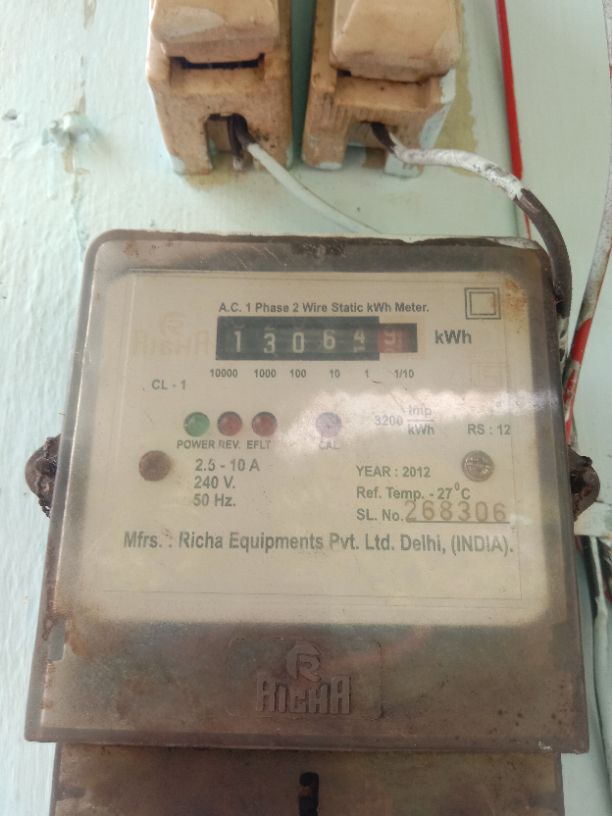 A.C. 1 Phase 2 Wire Static kWh Meter.
13064 kWh
10000 1000 100 10 1 1/10
CL - 1
3200 Imp/kWh
RS : 12
POWER REV. EFLT CAL
2.5 - 10 A
240 V.
50 Hz.
YEAR : 2012
Ref. Temp. - 27°C
SL. No. 268306
Mfrs. : Richa Equipments Pvt. Ltd. Delhi, (INDIA).
RICHA